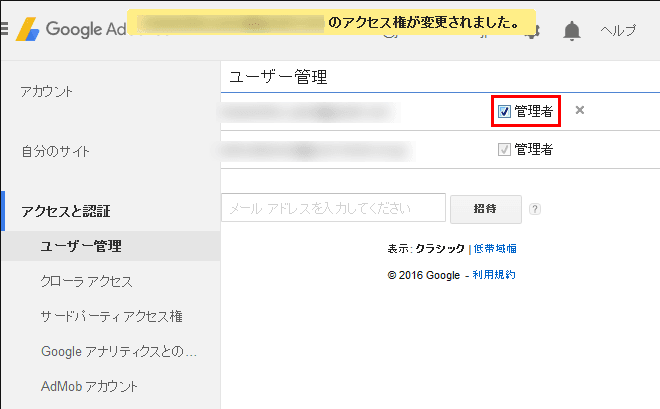 のアクセス権が変更されました。
Google Ad
ヘルプ
ユーザー管理
アカウント
管理者
×
自分のサイト
管理者
アクセスと認証
メール アドレスを入力してください
招待
?
ユーザー管理
表示: クラシック | 低帯域幅
クローラ アクセス
© 2016 Google - 利用規約
サードパーティ アクセス権
Google アナリティクスとの...
AdMob アカウント